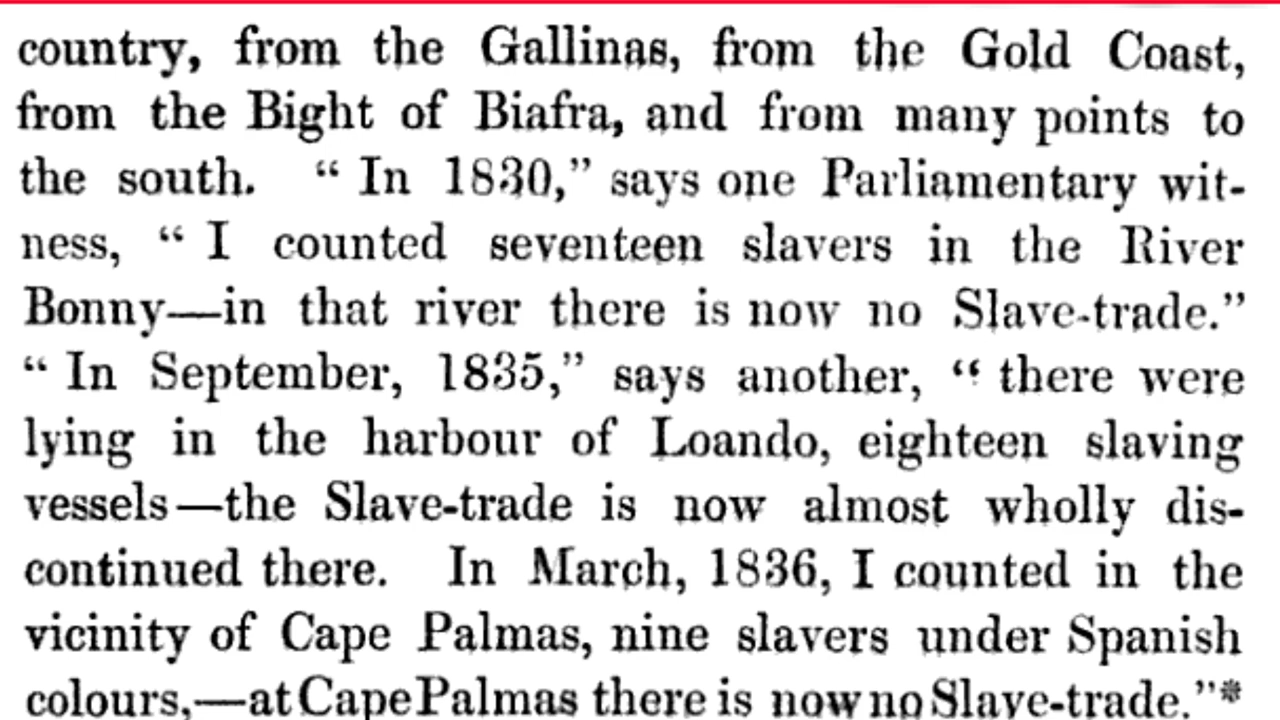 country, from the Gallinas, from the Gold Coast,
from the Bight of Biafra, and from many points to
the south. “ In 1830,” says one Parliamentary wit-
ness, “ I counted seventeen slavers in the River
Bonny—in that river there is now no Slave-trade.”
“ In September, 1835,” says another, “ there were
lying in the harbour of Loando, eighteen slaving
vessels—the Slave-trade is now almost wholly dis-
continued there. In March, 1836, I counted in the
vicinity of Cape Palmas, nine slavers under Spanish
colours,—at Cape Palmas there is now no Slave-trade.”*